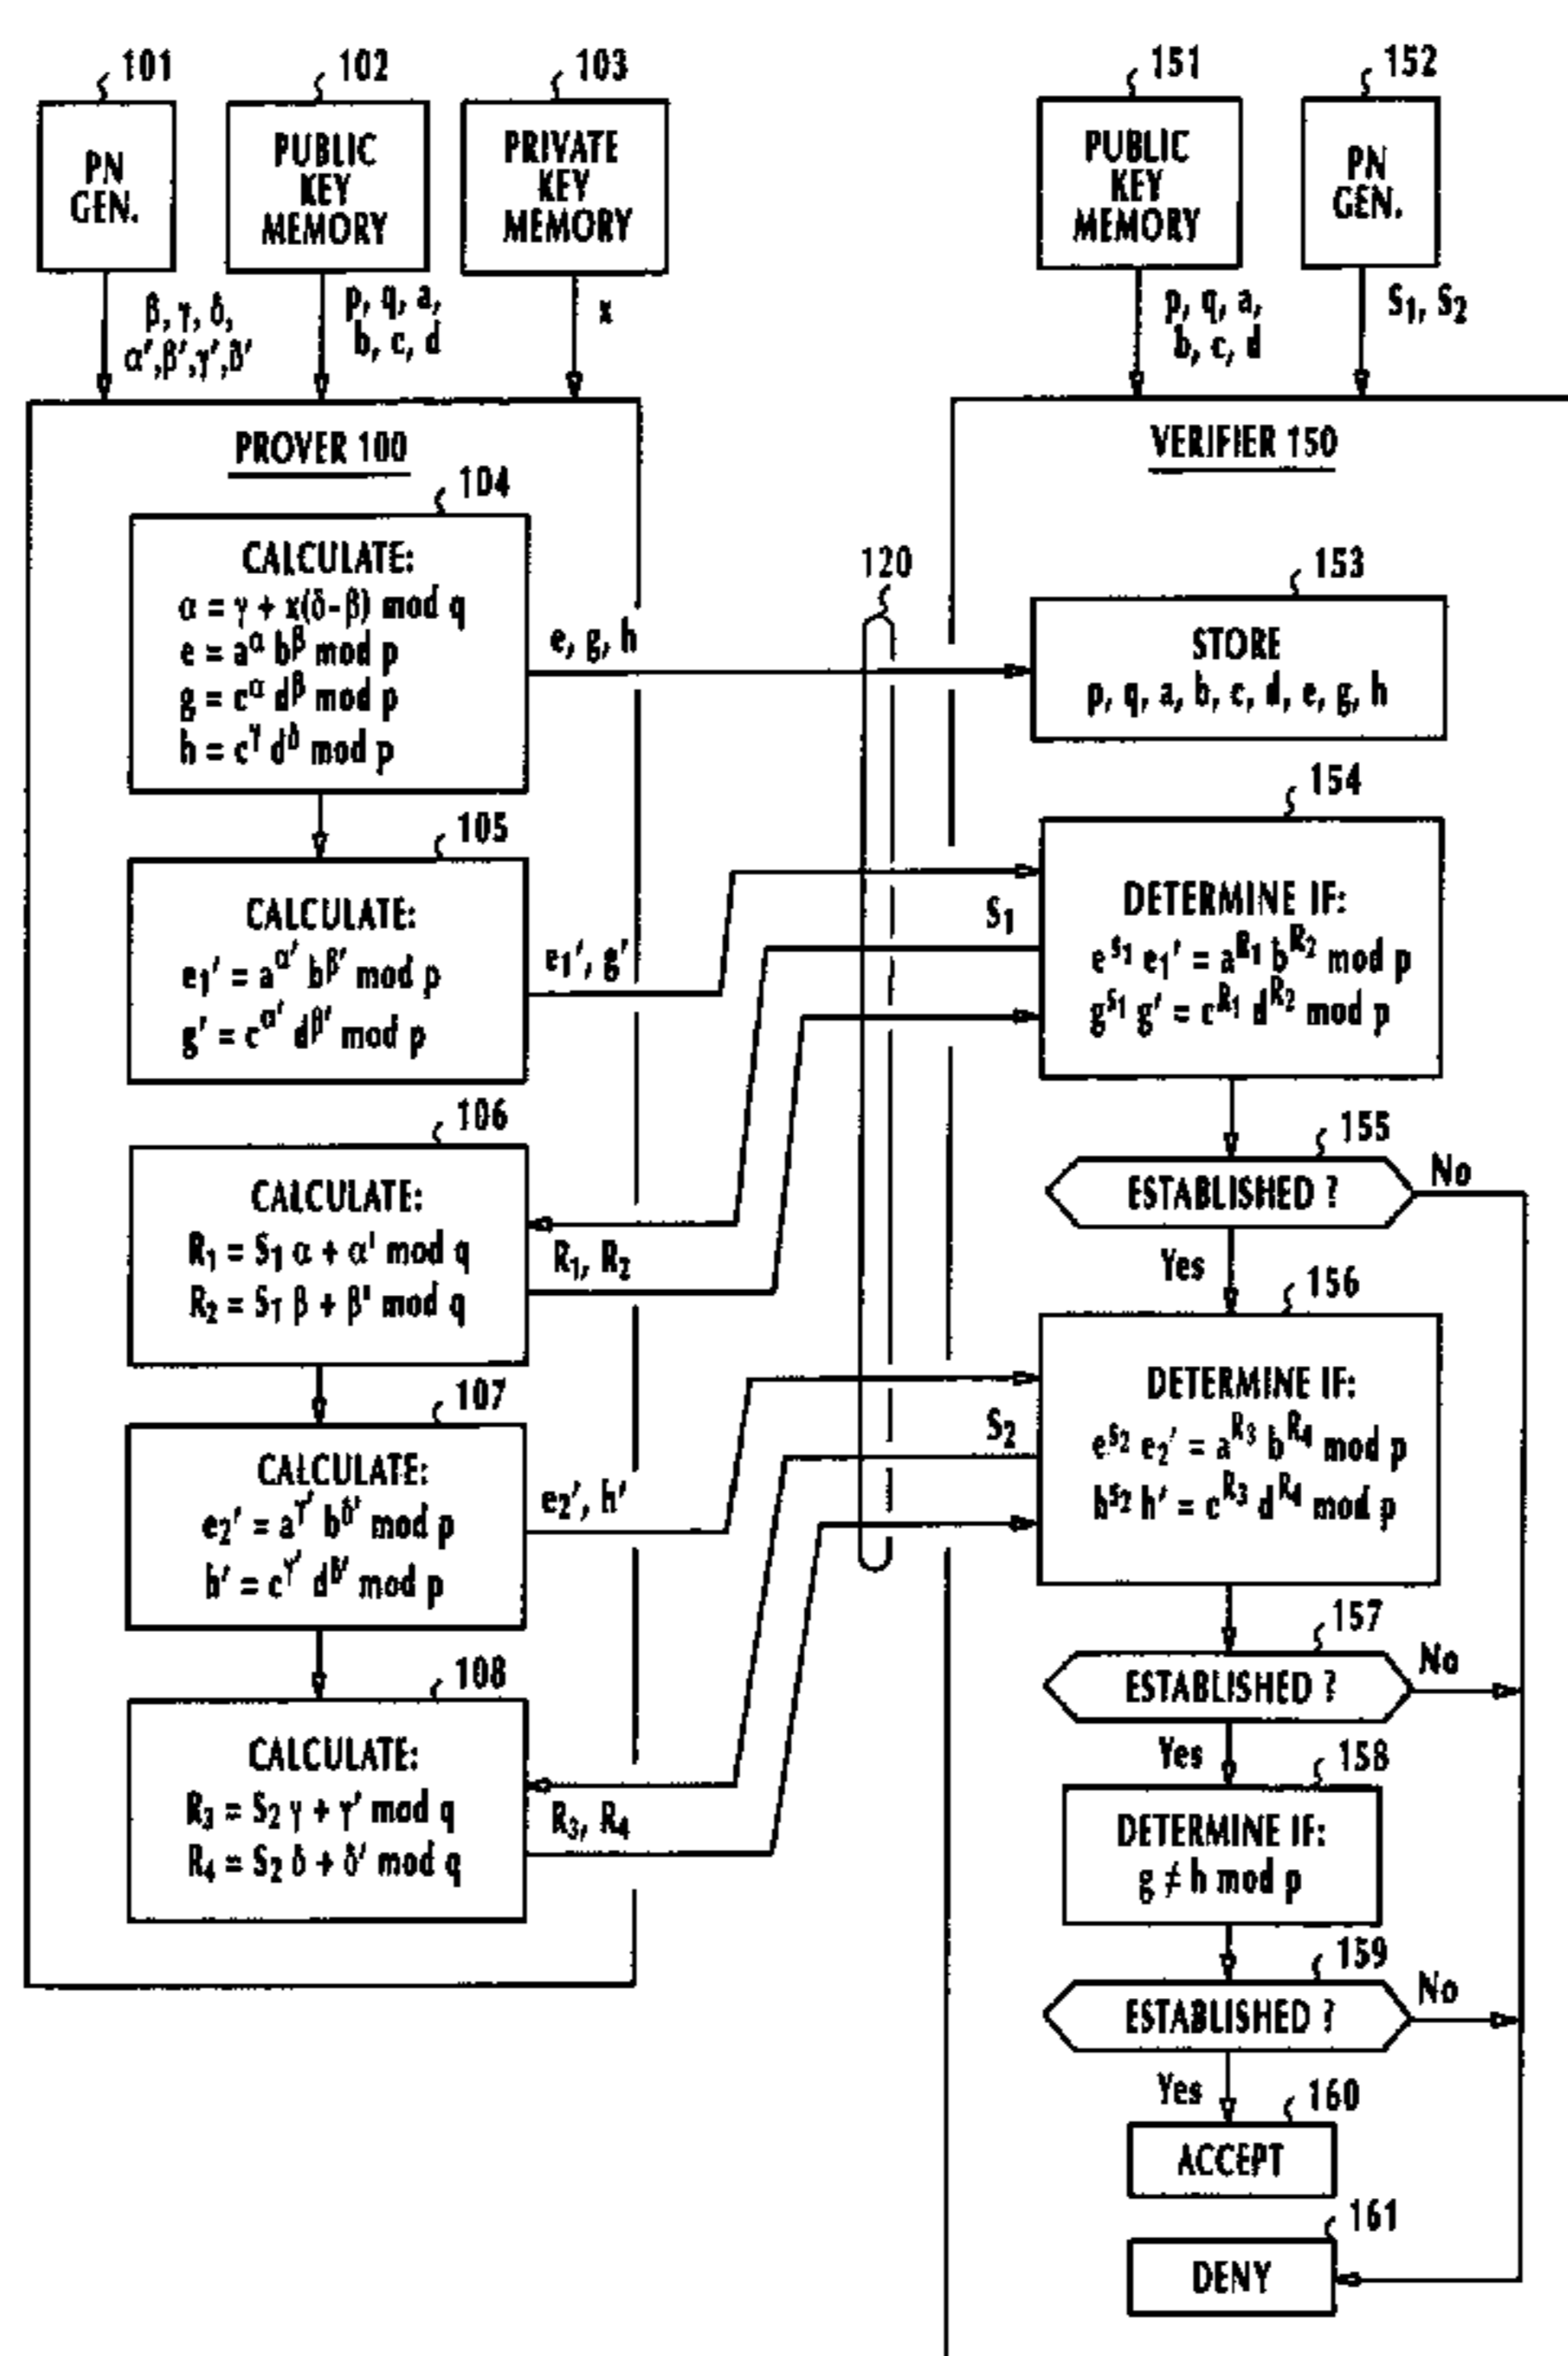 101
PN
GEN.
β, γ, δ,
α',β',γ',δ'
102
PUBLIC
KEY
MEMORY
p, q, a,
b, c, d
103
PRIVATE
KEY
MEMORY
x
151
PUBLIC
KEY
MEMORY
p, q, a,
b, c, d
152
PN
GEN.
S₁, S₂
PROVER 100
104
CALCULATE:
α = γ + x(δ-β) mod q
e = a^α b^β mod p
g = c^α d^β mod p
h = c^γ d^δ mod p
e, g, h
105
CALCULATE:
e₁' = a^α' b^β' mod p
g' = c^α' d^β' mod p
e₁', g'
106
CALCULATE:
R₁ = S₁ α + α' mod q
R₂ = S₁ β + β' mod q
R₁, R₂
107
CALCULATE:
e₂' = a^γ' b^δ' mod p
h' = c^γ' d^δ' mod p
e₂', h'
108
CALCULATE:
R₃ = S₂ γ + γ' mod q
R₄ = S₂ δ + δ' mod q
R₃, R₄
120
S₁
S₂
VERIFIER 150
153
STORE
p, q, a, b, c, d, e, g, h
154
DETERMINE IF:
e^S₁ e₁' = a^R₁ b^R₂ mod p
g^S₁ g' = c^R₁ d^R₂ mod p
155
ESTABLISHED ?
No
Yes
156
DETERMINE IF:
e^S₂ e₂' = a^R₃ b^R₄ mod p
h^S₂ h' = c^R₃ d^R₄ mod p
157
ESTABLISHED ?
No
Yes
158
DETERMINE IF:
g ≠ h mod p
159
ESTABLISHED ?
No
Yes
160
ACCEPT
161
DENY